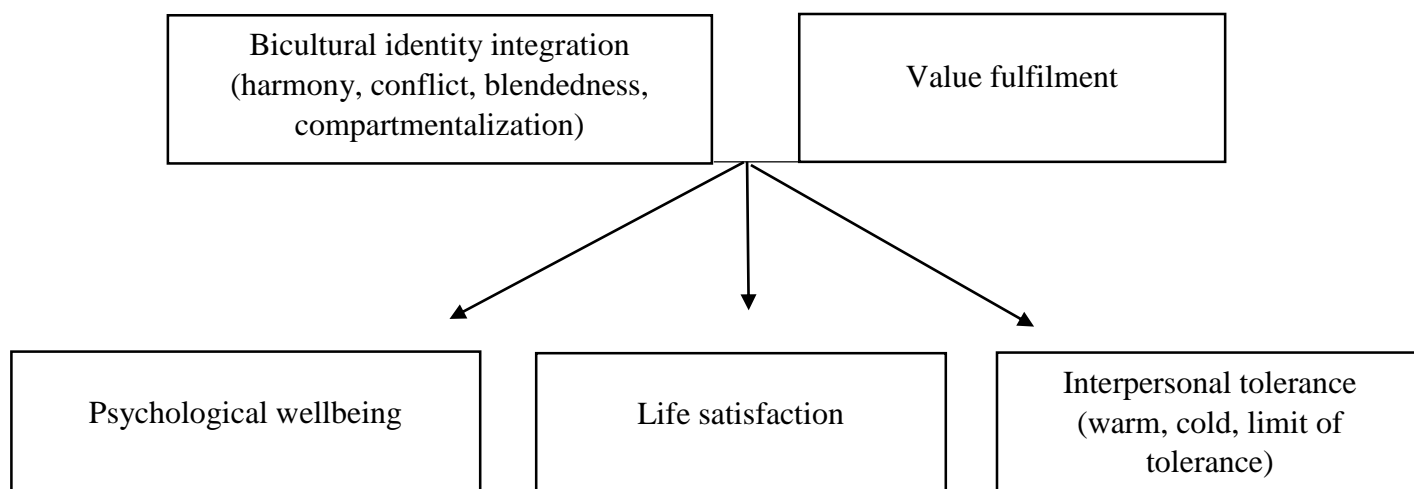 Bicultural identity integration
(harmony, conflict, blendedness,
compartmentalization)
Value fulfilment
Psychological wellbeing
Life satisfaction
Interpersonal tolerance
(warm, cold, limit of
tolerance)